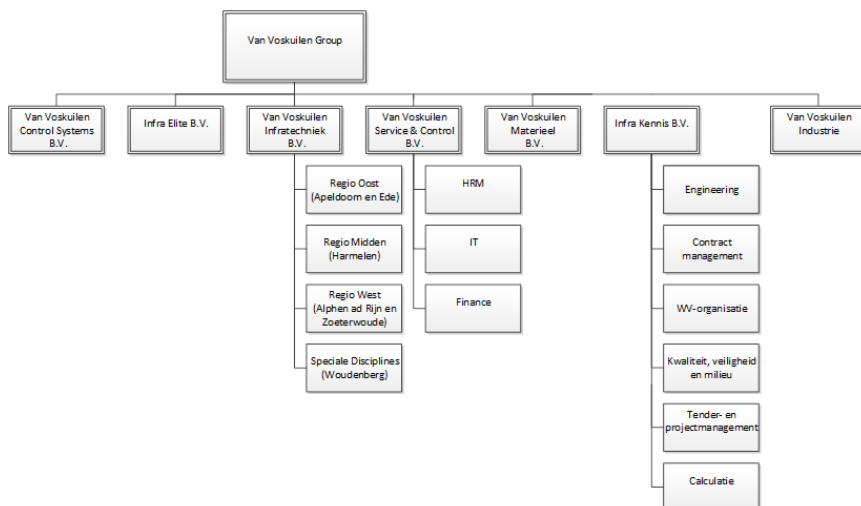 Van Voskuilen Group
Van Voskuilen
Control Systems
B.V.
Infra Elite B.V.
Van Voskuilen
Infratechniek
B.V.
Van Voskuilen
Service & Control
B.V.
Van Voskuilen
Materieel
B.V.
Infra Kennis B.V.
Van Voskuilen
Industrie
Regio Oost
(Apeldoorn en Ede)
Regio Midden
(Harmelen)
Regio West
(Alphen ad Rijn en
Zoeterwoude)
Speciale Disciplines
(Woudenberg)
HRM
IT
Finance
Engineering
Contract
management
WV-organisatie
Kwaliteit, veiligheid
en milieu
Tender- en
projectmanagement
Calculatie